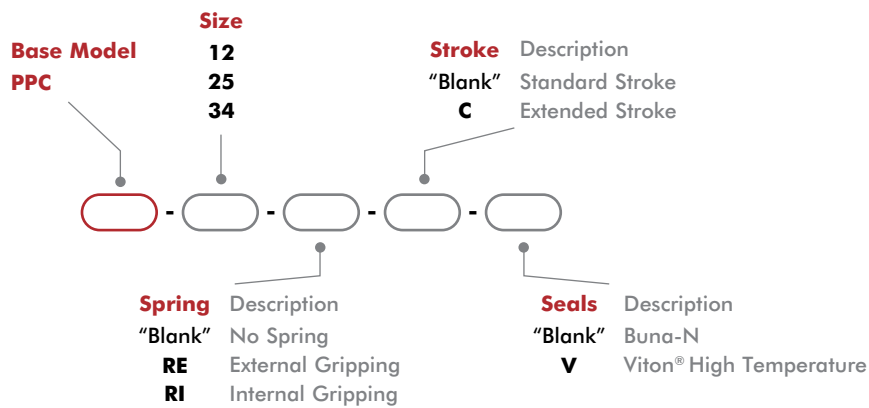 Size
Base Model 12
PPC 25
34
Stroke Description
“Blank” Standard Stroke
C Extended Stroke
- - - -
Spring Description
“Blank” No Spring
RE External Gripping
RI Internal Gripping
Seals Description
“Blank” Buna-N
V Viton® High Temperature